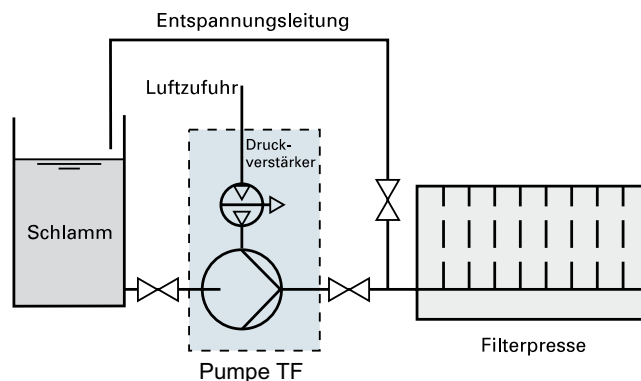 Entspannungsleitung
Luftzufuhr
Druck-
verstärker
Schlamm
Filterpresse
Pumpe TF